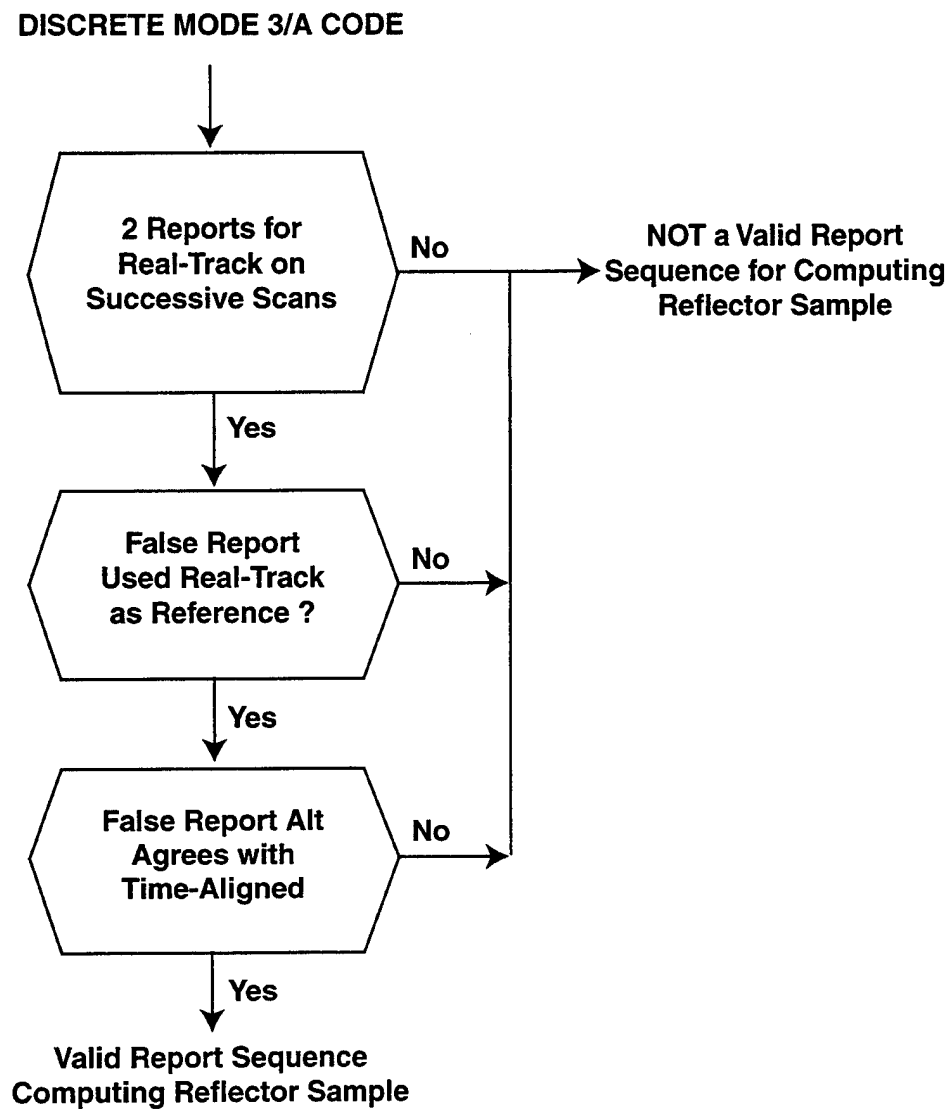 DISCRETE MODE 3/A CODE
2 Reports for
Real-Track on
Successive Scans
No
NOT a Valid Report
Sequence for Computing
Reflector Sample
Yes
False Report
Used Real-Track
as Reference ?
No
Yes
False Report Alt
Agrees with
Time-Aligned
No
Yes
Valid Report Sequence
Computing Reflector Sample